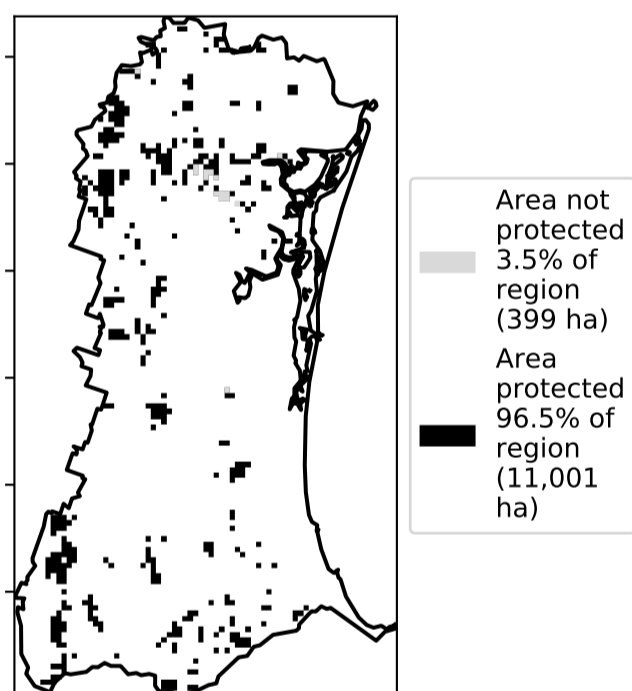 Area not
protected
3.5% of
region
(399 ha)
Area
protected
96.5% of
region
(11,001
ha)